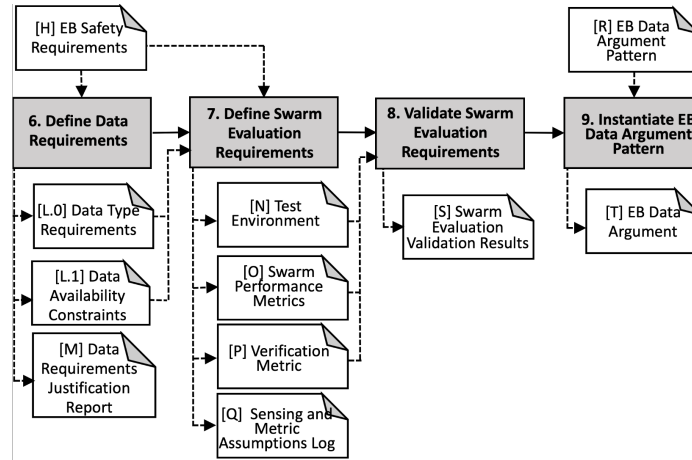 [H] EB Safety
Requirements
[R] EB Data
Argument
Pattern
6. Define Data
Requirements
7. Define Swarm
Evaluation
Requirements
8. Validate Swarm
Evaluation
Requirements
9. Instantiate EB
Data Argument
Pattern
[L.0] Data Type
Requirements
[L.1] Data
Availability
Constraints
[M] Data
Requirements
Justification
Report
[N] Test
Environment
[O] Swarm
Performance
Metrics
[P] Verification
Metric
[Q] Sensing and
Metric
Assumptions Log
[S] Swarm
Evaluation
Validation Results
[T] EB Data
Argument